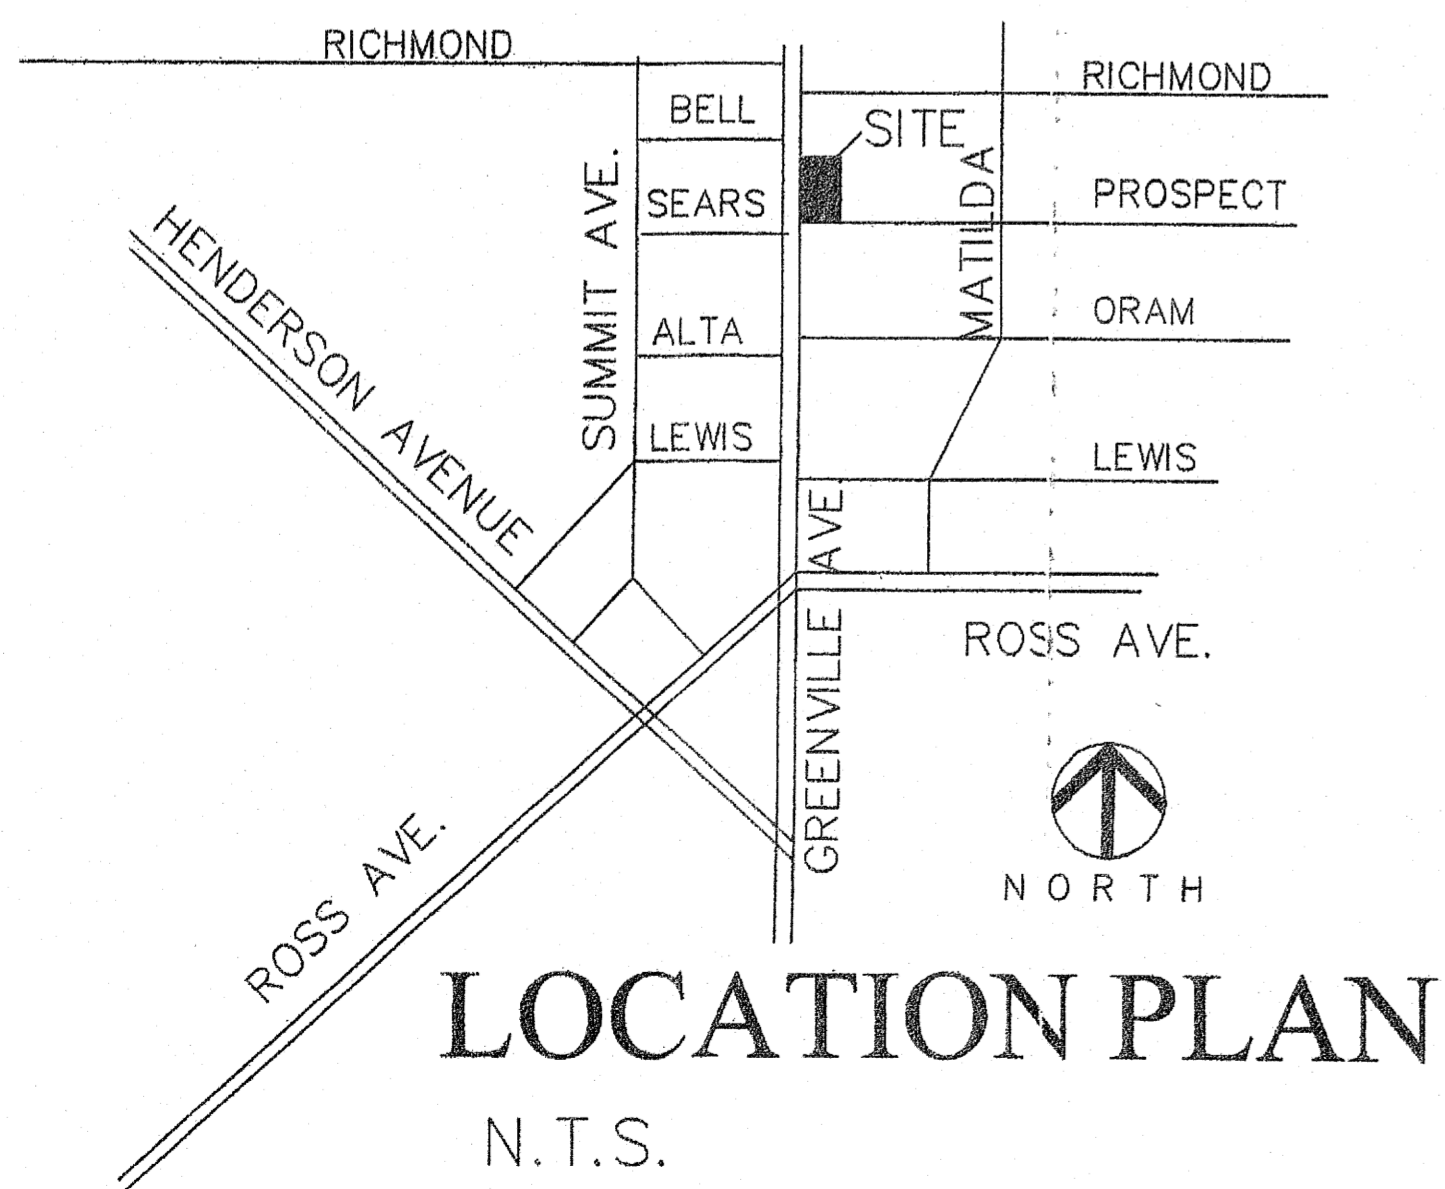 RICHMOND
RICHMOND
BELL
SITE
SUMMIT AVE.
SEARS
MATILDA
PROSPECT
HENDERSON AVENUE
ALTA
ORAM
LEWIS
LEWIS
GREENVILLE AVE.
ROSS AVE.
ROSS AVE.
NORTH
LOCATION PLAN
N.T.S.